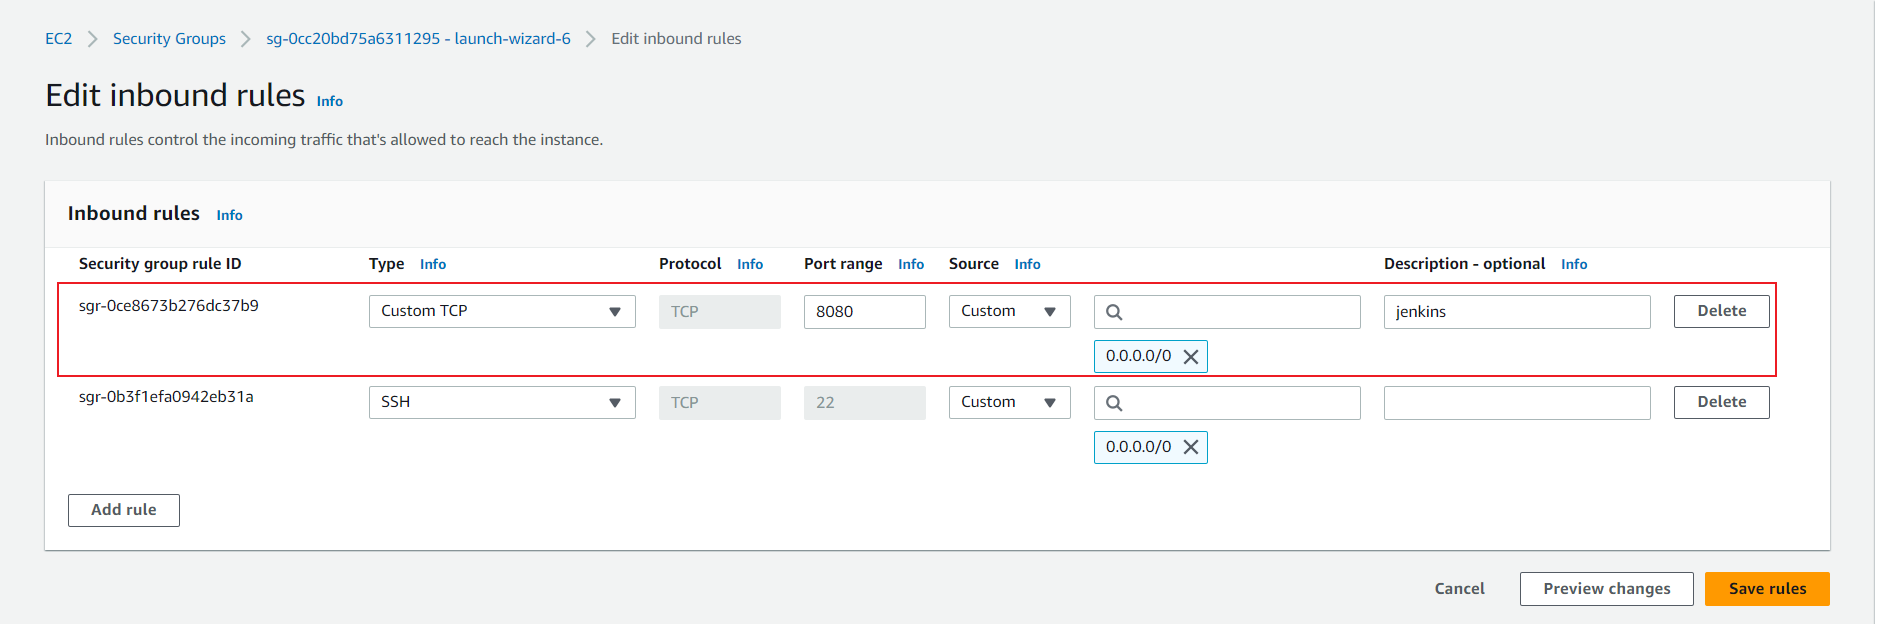 EC2 Security Groups sg-0cc20bd75a6311295 - launch-wizard-6 Edit inbound rules
Edit inbound rules Info
Inbound rules control the incoming traffic that's allowed to reach the instance.
Inbound rules Info
Security group rule ID Type Info Protocol Info Port range Info Source Info Description - optional Info
sgr-0ce8673b276dc37b9 Custom TCP TCP 8080 Custom jenkins Delete
0.0.0.0/0
sgr-0b3f1efa0942eb31a SSH TCP 22 Custom Delete
0.0.0.0/0
Add rule
Cancel Preview changes Save rules